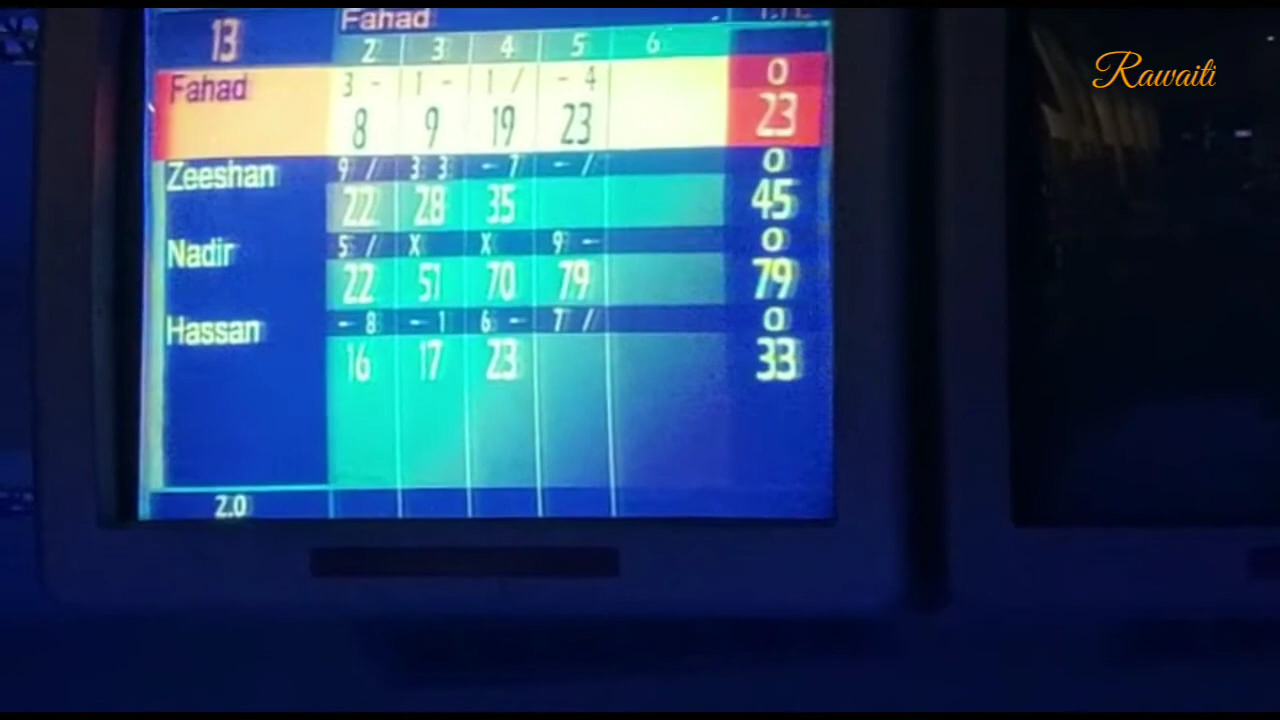 Fahad
13
2 3 4 5 6
Rawaiti
Fahad 3 - 1 - 1 / - 4 0
8 9 19 23 23
Zeeshan 9 / 3 3 - 7 - / 0
22 28 35 45
Nadir 5 / X X 9 - 0
22 51 70 79 79
Hassan - 8 - 1 6 - 7 / 0
16 17 23 33
2.0